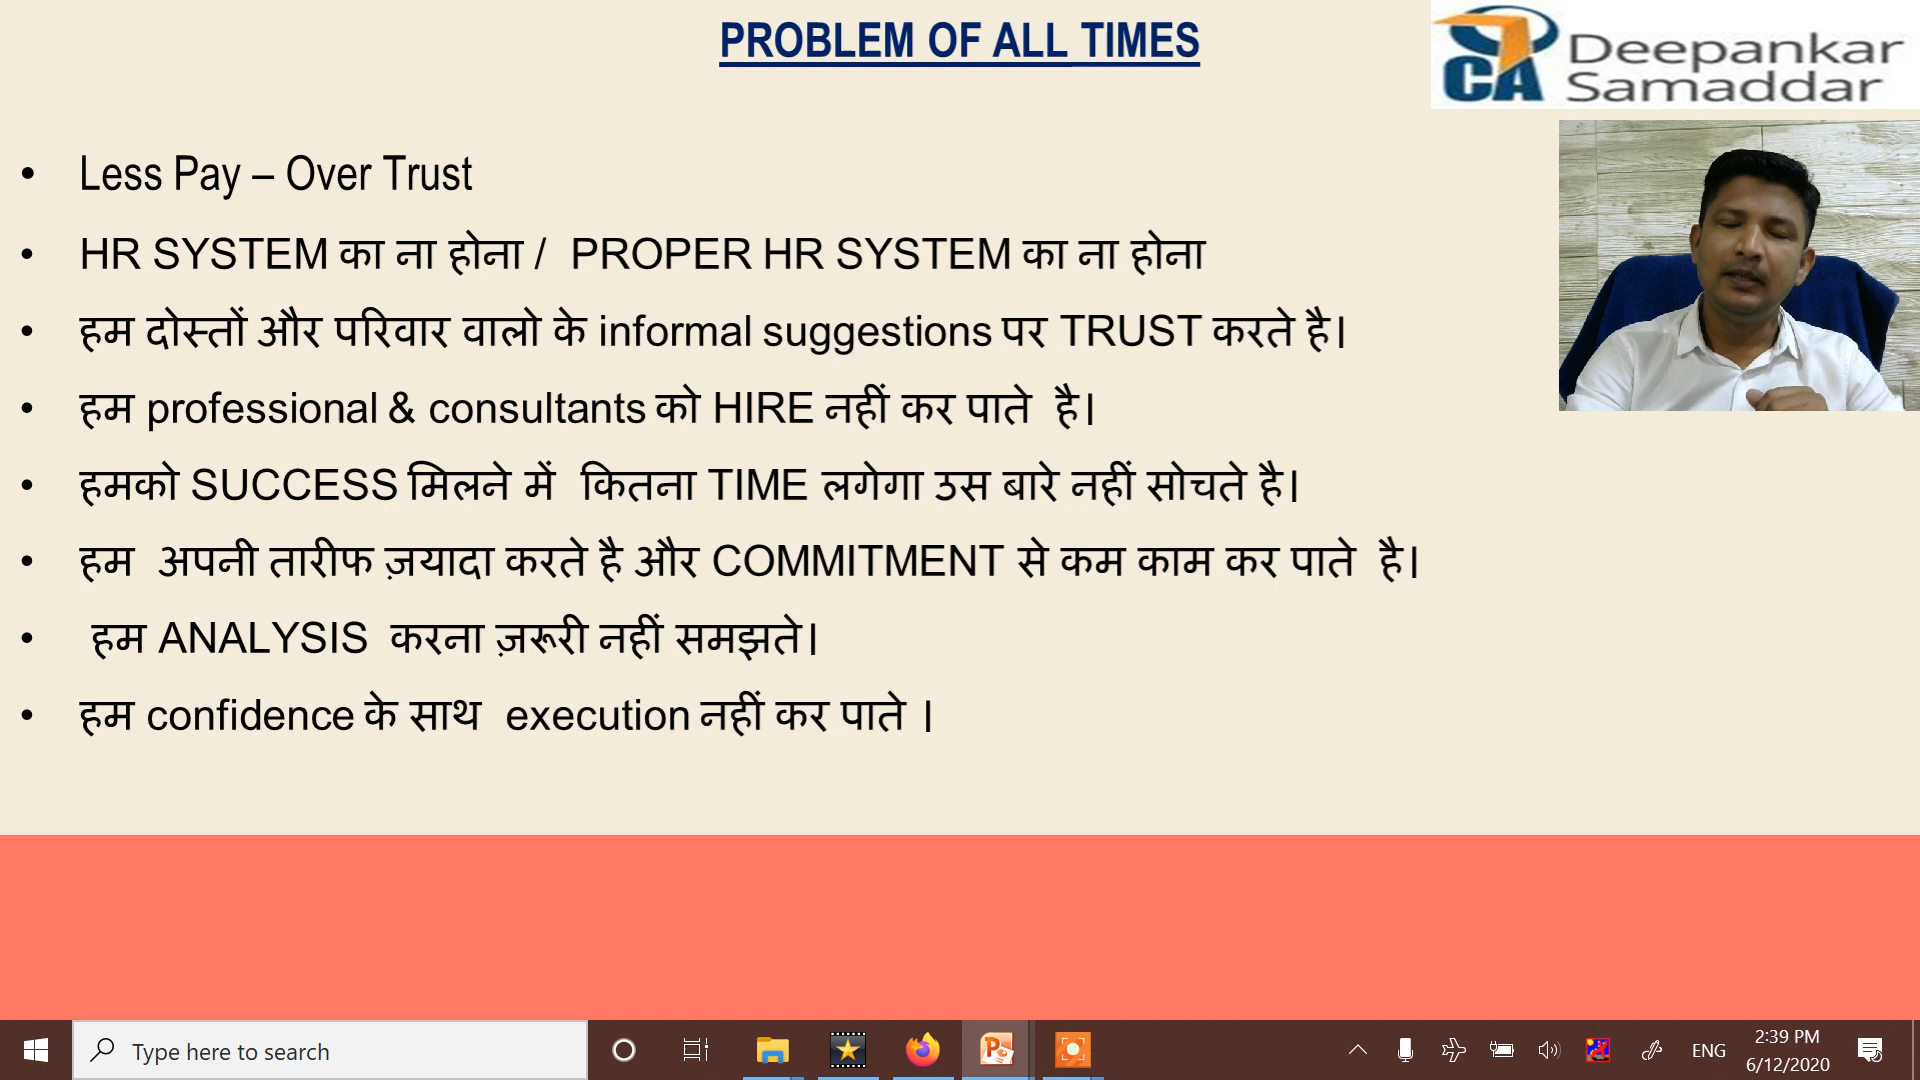 PROBLEM OF ALL TIMES
CA Deepankar
Samaddar
• Less Pay – Over Trust
• HR SYSTEM का ना होना / PROPER HR SYSTEM का ना होना
• हम दोस्तों और परिवार वालो के informal suggestions पर TRUST करते है।
• हम professional & consultants को HIRE नहीं कर पाते है।
• हमको SUCCESS मिलने में कितना TIME लगेगा उस बारे नहीं सोचते है।
• हम अपनी तारीफ ज़यादा करते है और COMMITMENT से कम काम कर पाते है।
• हम ANALYSIS करना ज़रूरी नहीं समझते।
• हम confidence के साथ execution नहीं कर पाते ।
Type here to search
ENG
2:39 PM
6/12/2020